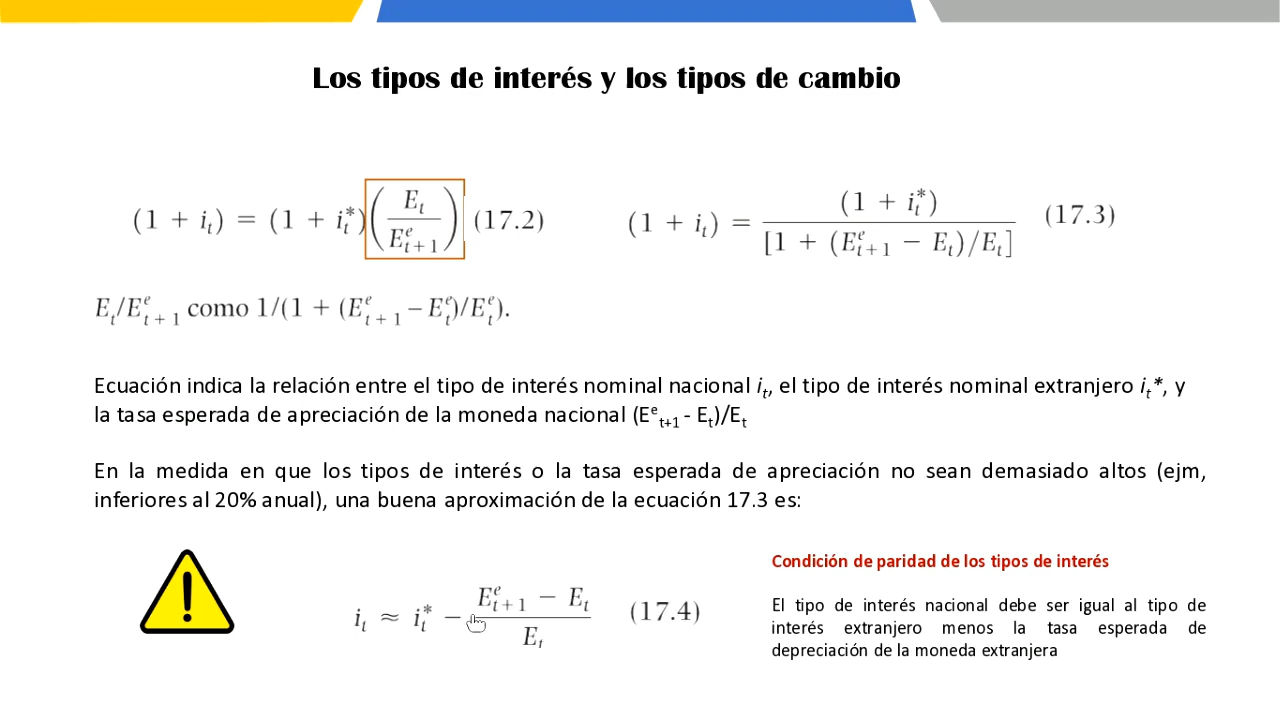 Los tipos de interés y los tipos de cambio
(1 + i_t) = (1 + i_t^*) (E_t / E_{t+1}^e) (17.2)
(1 + i_t) = (1 + i_t^*) / [1 + (E_{t+1}^e − E_t)/E_t] (17.3)
E_t/E_{t+1}^e como 1/(1 + (E_{t+1}^e − E_t^e)/E_t^e).
Ecuación indica la relación entre el tipo de interés nominal nacional i_t, el tipo de interés nominal extranjero i_t*, y
la tasa esperada de apreciación de la moneda nacional (E^e_{t+1} - E_t)/E_t
En la medida en que los tipos de interés o la tasa esperada de apreciación no sean demasiado altos (ejm,
inferiores al 20% anual), una buena aproximación de la ecuación 17.3 es:
i_t ≈ i_t^* − (E_{t+1}^e − E_t) / E_t (17.4)
Condición de paridad de los tipos de interés
El tipo de interés nacional debe ser igual al tipo de
interés extranjero menos la tasa esperada de
depreciación de la moneda extranjera